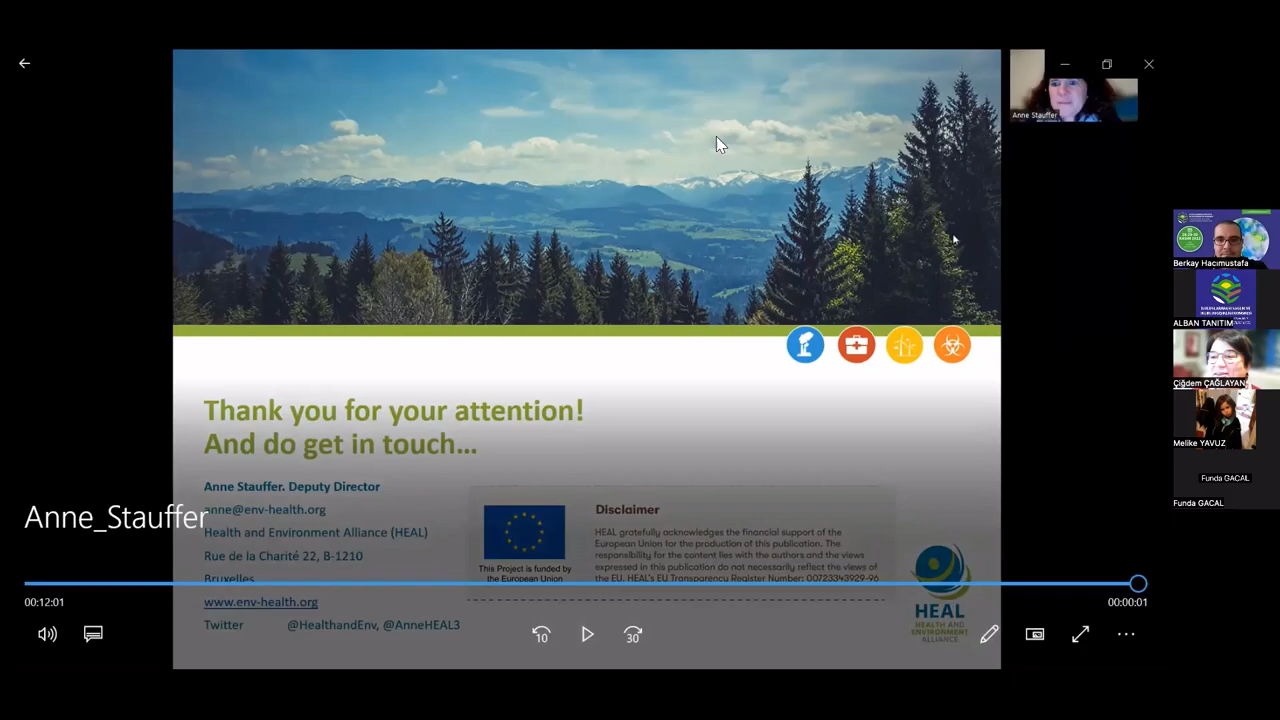 Anne Stauffer
Thank you for your attention!
And do get in touch...
Anne Stauffer. Deputy Director
anne@env-health.org
Health and Environment Alliance (HEAL)
Rue de la Charité 22, B-1210
Bruxelles
www.env-health.org
Twitter @HealthandEnv, @AnneHEAL3
This Project is funded by
the European Union
Disclaimer
HEAL gratefully acknowledges the financial support of the
European Union for the production of this publication. The
responsibility for the content lies with the authors and the views
expressed in this publication do not necessarily reflect the views of
the EU. HEAL's EU Transparency Register Number: 00723343929-96
HEAL
HEALTH AND
ENVIRONMENT
ALLIANCE
Anne_Stauffer
00:12:01
00:00:01
10
30
Berkay Hacımustafa
ALBAN TANITIM
Çiğdem ÇAĞLAYAN
Melike YAVUZ
Funda GACAL
Funda GACAL